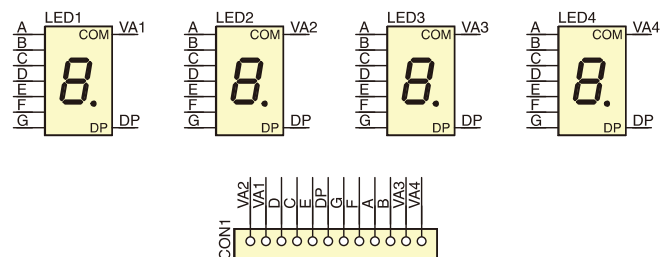 LED1
A COM VA1
B
C
D
E
F
G DP DP
LED2
A COM VA2
B
C
D
E
F
G DP DP
LED3
A COM VA3
B
C
D
E
F
G DP DP
LED4
A COM VA4
B
C
D
E
F
G DP DP
8.
8.
8.
8.
CON1
VA2
VA1
D
C
E
DP
G
F
A
B
VA3
VA4